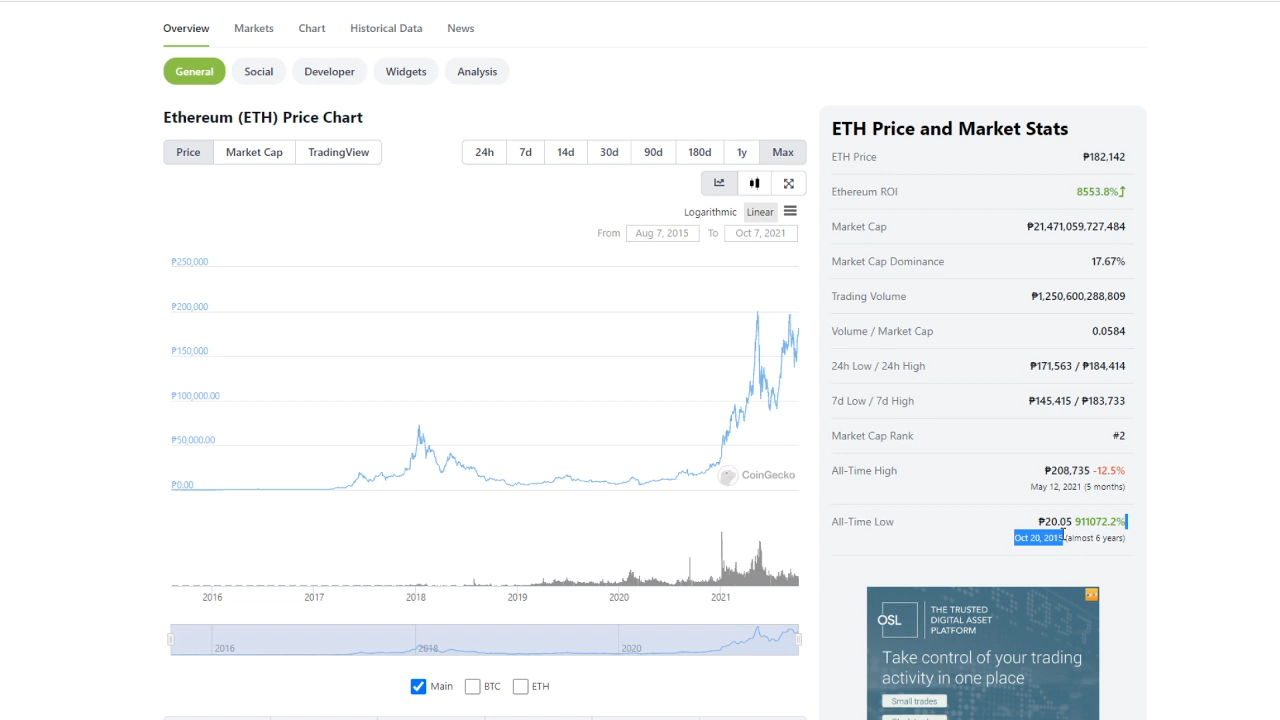 Overview Markets Chart Historical Data News
General Social Developer Widgets Analysis
Ethereum (ETH) Price Chart
Price Market Cap TradingView
24h 7d 14d 30d 90d 180d 1y Max
Logarithmic Linear
From Aug 7, 2015 To Oct 7, 2021
₱250,000
₱200,000
₱150,000
₱100,000.00
₱50,000.00
₱0.00
CoinGecko
2016 2017 2018 2019 2020 2021
2016 2018 2020
Main BTC ETH
ETH Price and Market Stats
ETH Price ₱182,142
Ethereum ROI 8553.8%
Market Cap ₱21,471,059,727,484
Market Cap Dominance 17.67%
Trading Volume ₱1,250,600,288,809
Volume / Market Cap 0.0584
24h Low / 24h High ₱171,563 / ₱184,414
7d Low / 7d High ₱145,415 / ₱183,733
Market Cap Rank #2
All-Time High ₱208,735 -12.5%
May 12, 2021 (5 months)
All-Time Low ₱20.05 911072.2%
Oct 20, 2015 (almost 6 years)
OSL THE TRUSTED
DIGITAL ASSET
PLATFORM
Take control of your trading
activity in one place
Small trades